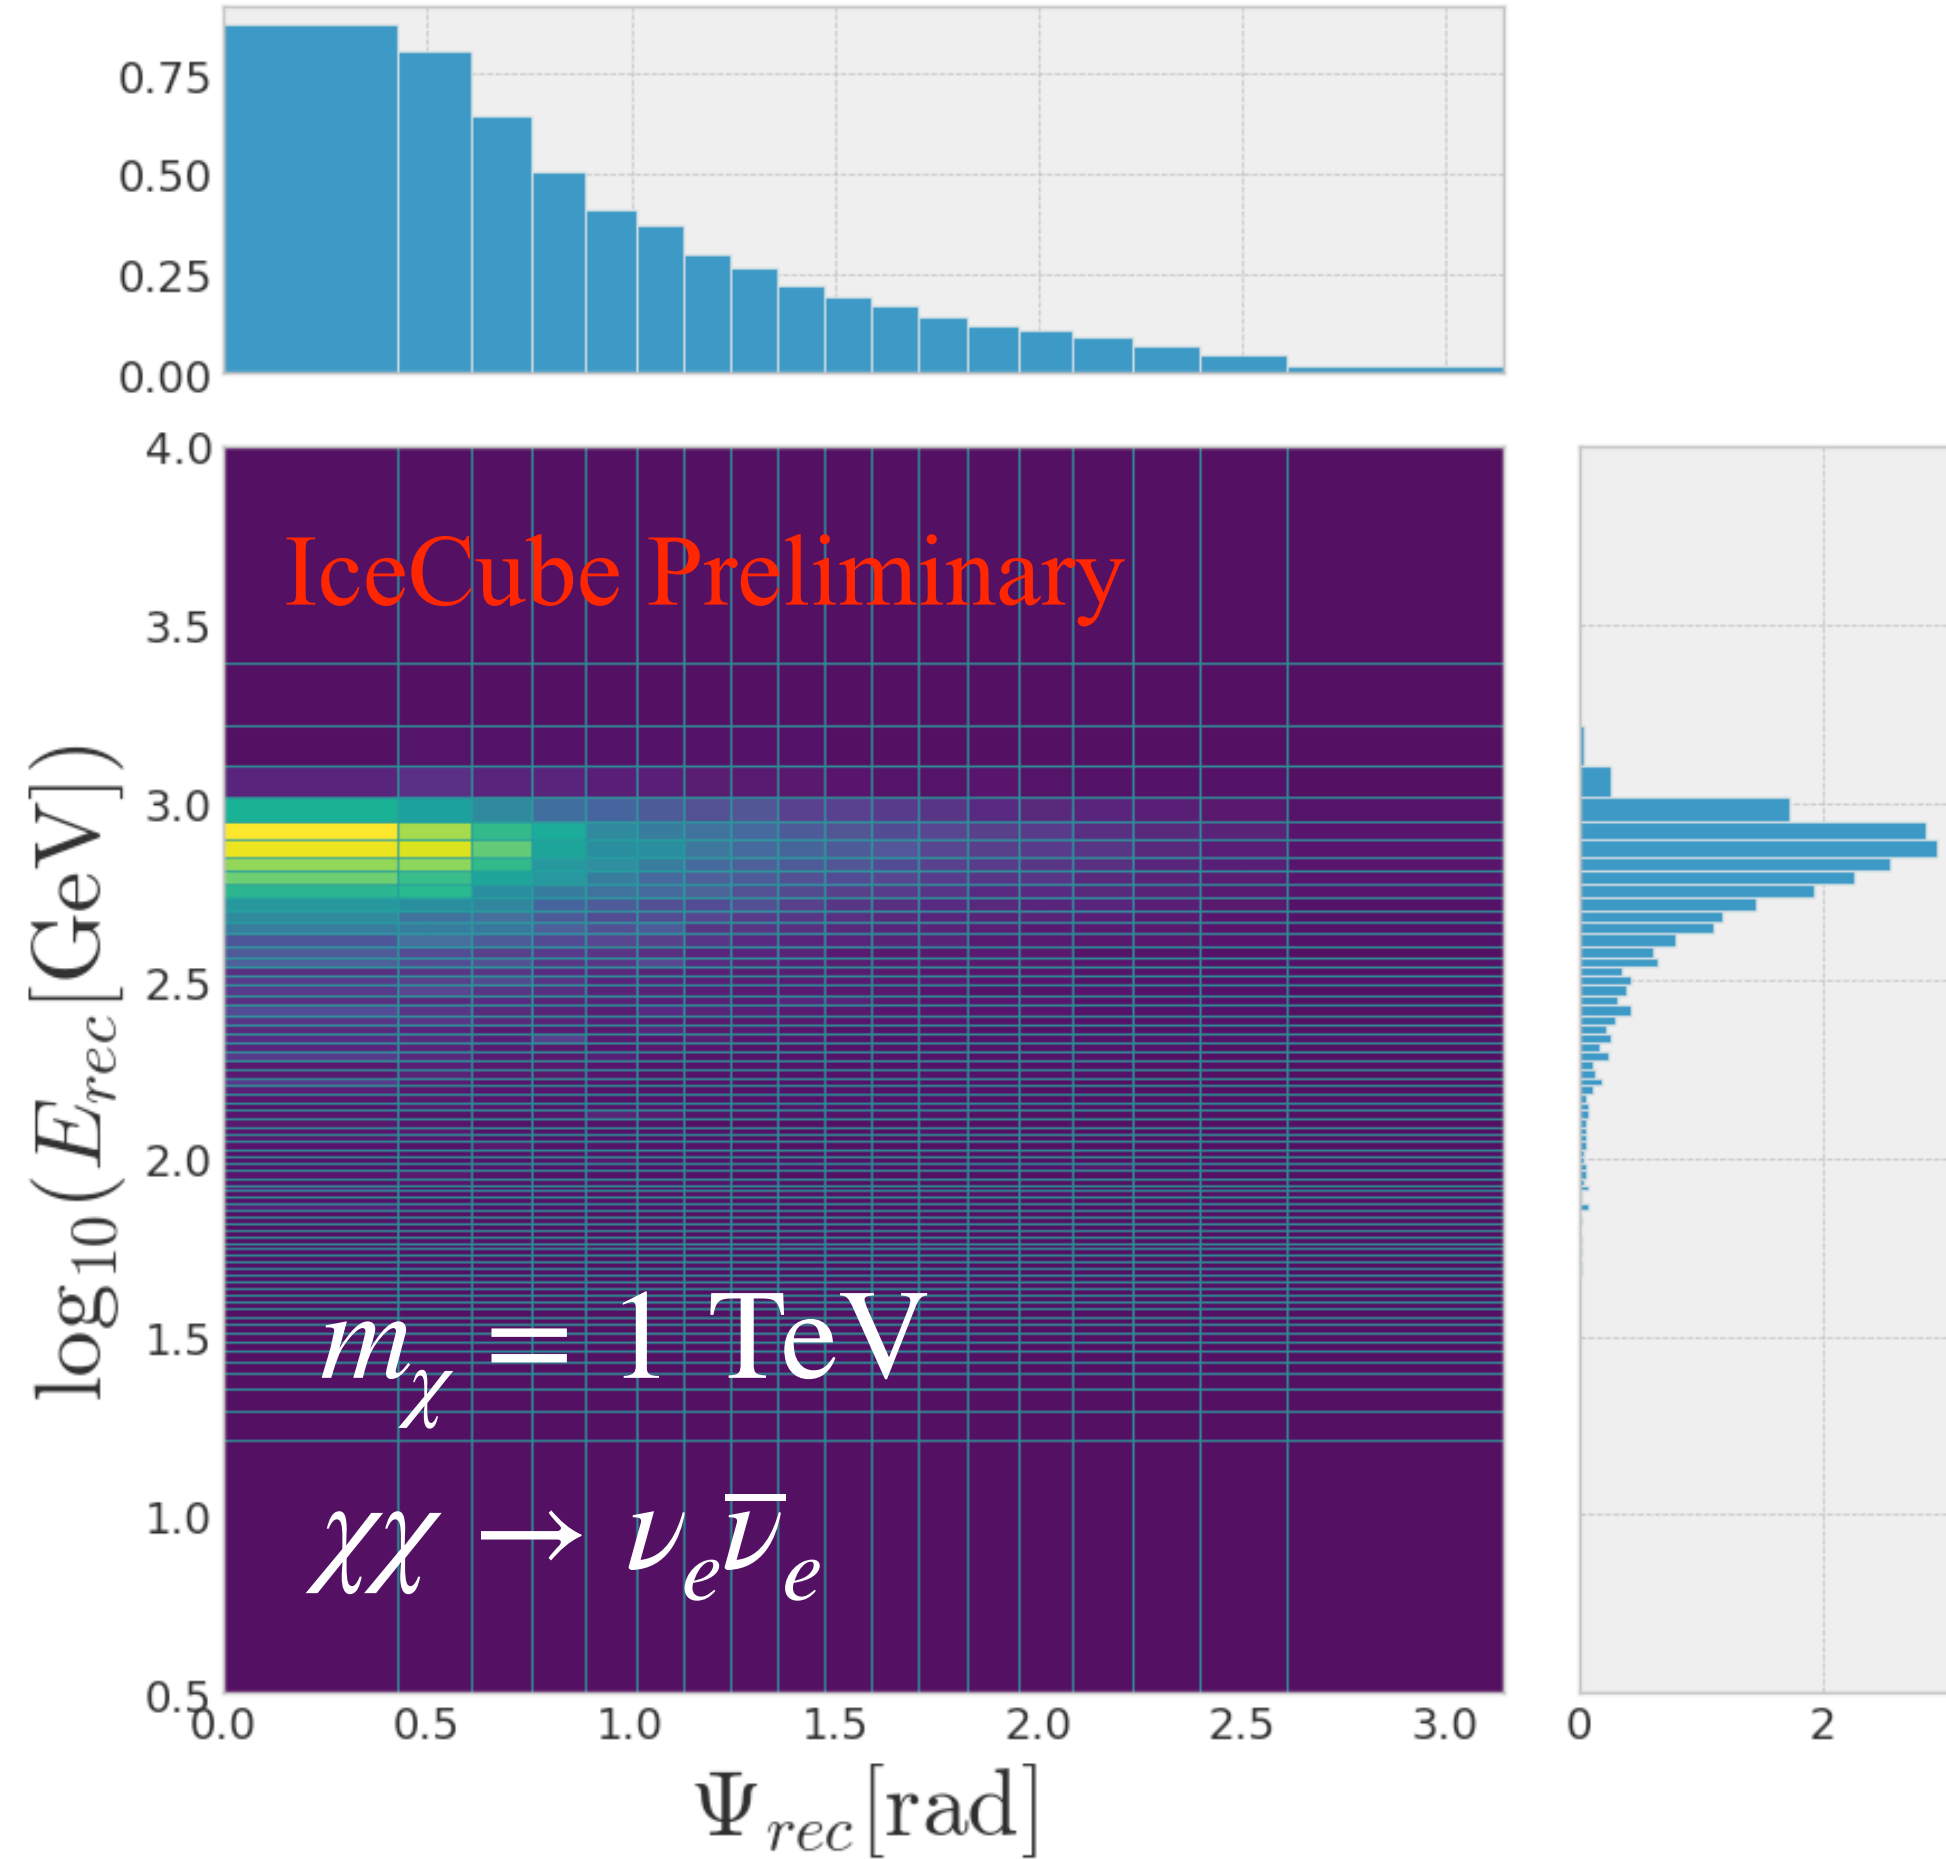 0.75
0.50
0.25
0.00
4.0
IceCube Preliminary
3.5
3.0
2.5
2.0
1.5
1.0
0.5
log₁₀(E_rec[GeV])
m_χ = 1 TeV
χχ → ν_e ν̅_e
0.0 0.5 1.0 1.5 2.0 2.5 3.0
0 2
Ψ_rec[rad]